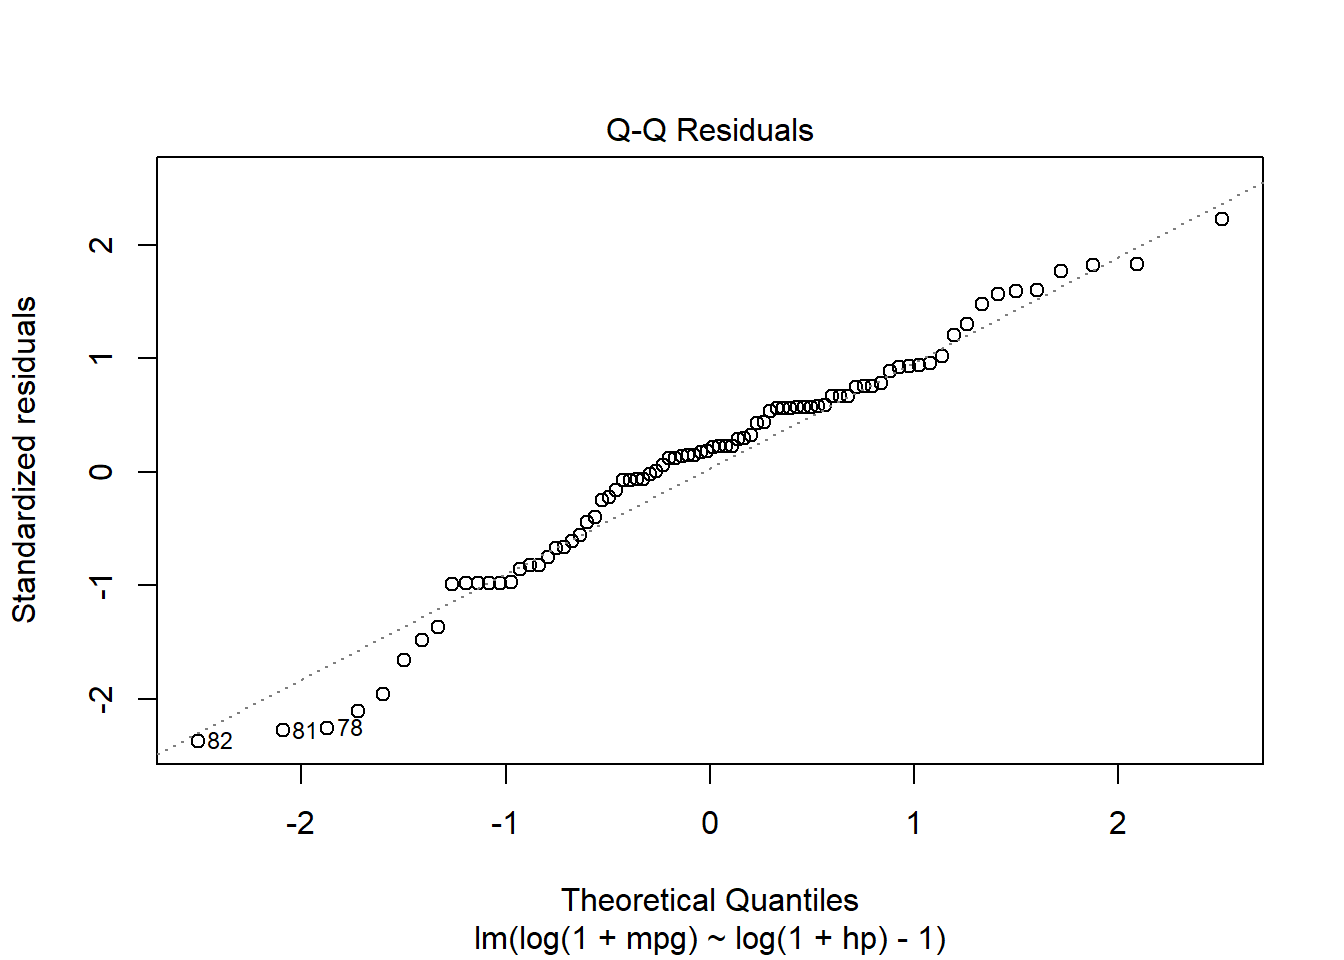 Q-Q Residuals
Standardized residuals
2
1
0
-1
-2
82
81
78
-2 -1 0 1 2
Theoretical Quantiles
lm(log(1 + mpg) ~ log(1 + hp) - 1)